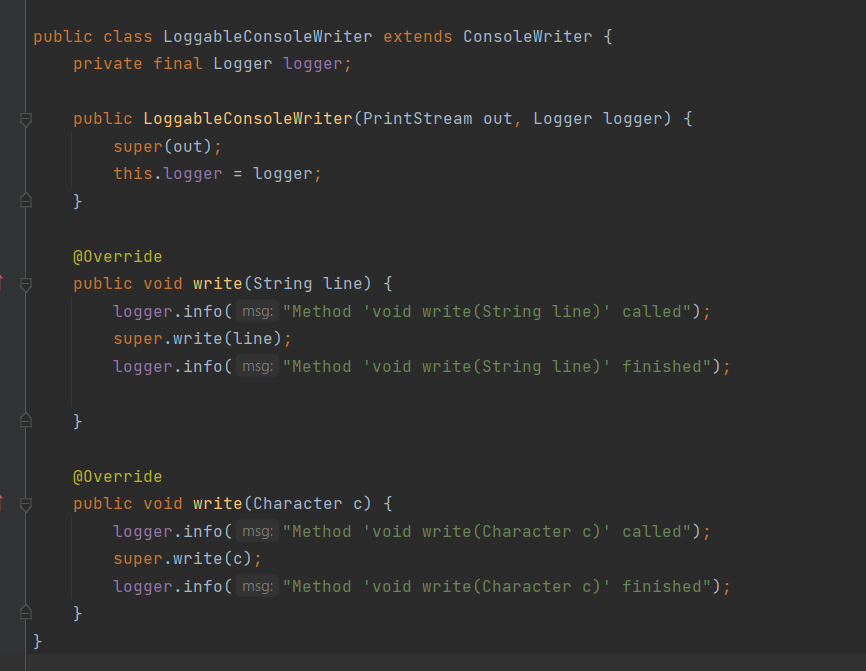 public class LoggableConsoleWriter extends ConsoleWriter {
    private final Logger logger;

    public LoggableConsoleWriter(PrintStream out, Logger logger) {
        super(out);
        this.logger = logger;
    }

    @Override
    public void write(String line) {
        logger.info( msg: "Method 'void write(String line)' called");
        super.write(line);
        logger.info( msg: "Method 'void write(String line)' finished");

    }

    @Override
    public void write(Character c) {
        logger.info( msg: "Method 'void write(Character c)' called");
        super.write(c);
        logger.info( msg: "Method 'void write(Character c)' finished");
    }
}